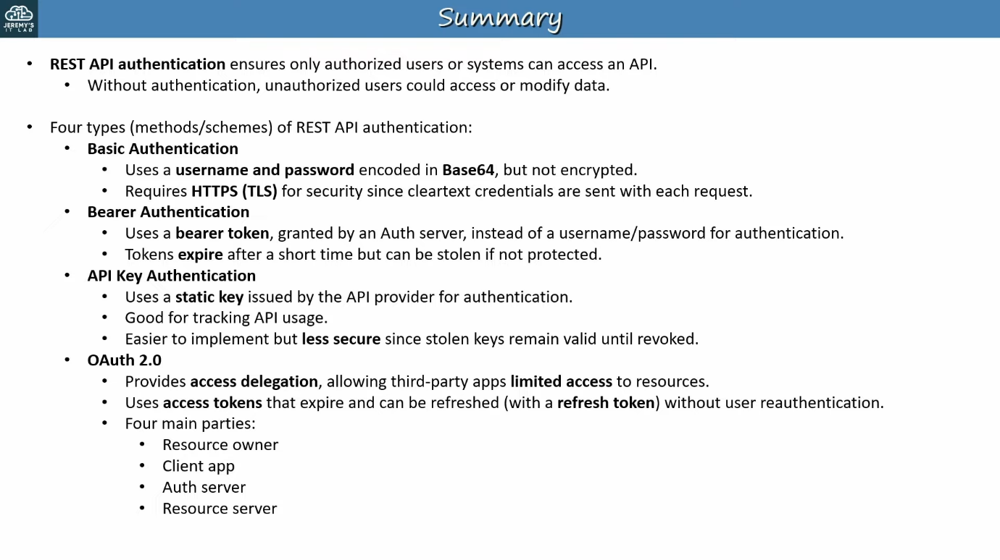 JEREMY'S
IT LAB
Summary
• REST API authentication ensures only authorized users or systems can access an API.
• Without authentication, unauthorized users could access or modify data.
• Four types (methods/schemes) of REST API authentication:
• Basic Authentication
• Uses a username and password encoded in Base64, but not encrypted.
• Requires HTTPS (TLS) for security since cleartext credentials are sent with each request.
• Bearer Authentication
• Uses a bearer token, granted by an Auth server, instead of a username/password for authentication.
• Tokens expire after a short time but can be stolen if not protected.
• API Key Authentication
• Uses a static key issued by the API provider for authentication.
• Good for tracking API usage.
• Easier to implement but less secure since stolen keys remain valid until revoked.
• OAuth 2.0
• Provides access delegation, allowing third-party apps limited access to resources.
• Uses access tokens that expire and can be refreshed (with a refresh token) without user reauthentication.
• Four main parties:
• Resource owner
• Client app
• Auth server
• Resource server